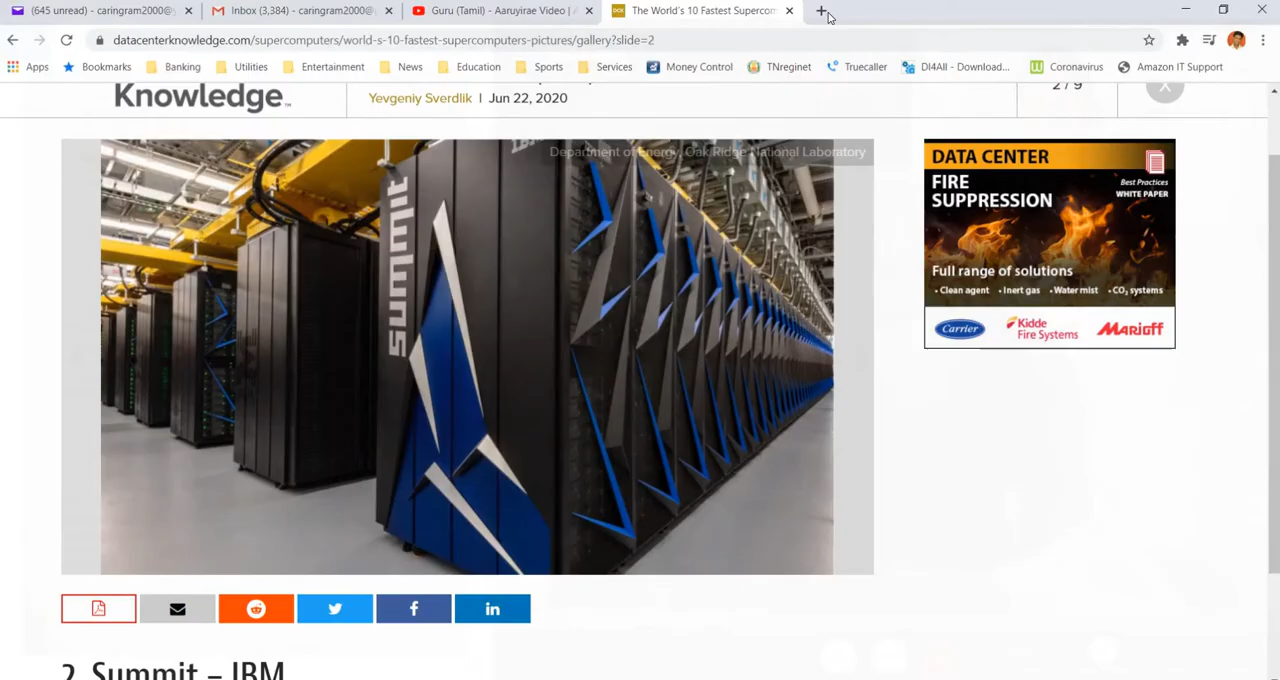 (645 unread) - caringram2000@
Inbox (3,384) - caringram2000@
Guru (Tamil) - Aaruyirae Video | A
The World's 10 Fastest Supercom
datacenterknowledge.com/supercomputers/world-s-10-fastest-supercomputers-pictures/gallery?slide=2
Apps
Bookmarks
Banking
Utilities
Entertainment
News
Education
Sports
Services
Money Control
TNreginet
Truecaller
DI4All - Download...
Coronavirus
Amazon IT Support
Knowledge
Yevgeniy Sverdlik | Jun 22, 2020
2 / 9
X
Department of Energy, Oak Ridge National Laboratory
summit
DATA CENTER
FIRE
SUPPRESSION
Best Practices
WHITE PAPER
Full range of solutions
• Clean agent • Inert gas • Water mist • CO₂ systems
Carrier
Kidde
Fire Systems
Marioff
2. Summit – IBM